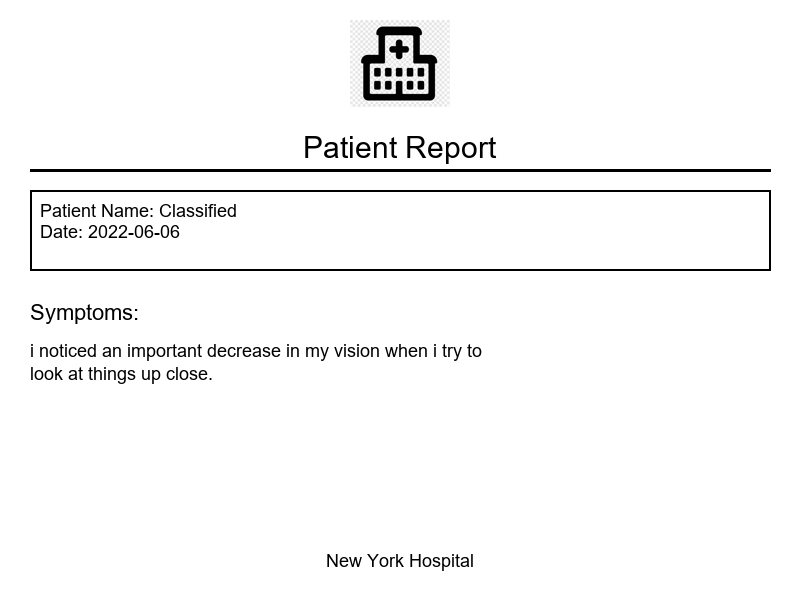 Patient Report
Patient Name: Classified
Date: 2022-06-06
Symptoms:
i noticed an important decrease in my vision when i try to
look at things up close.
New York Hospital